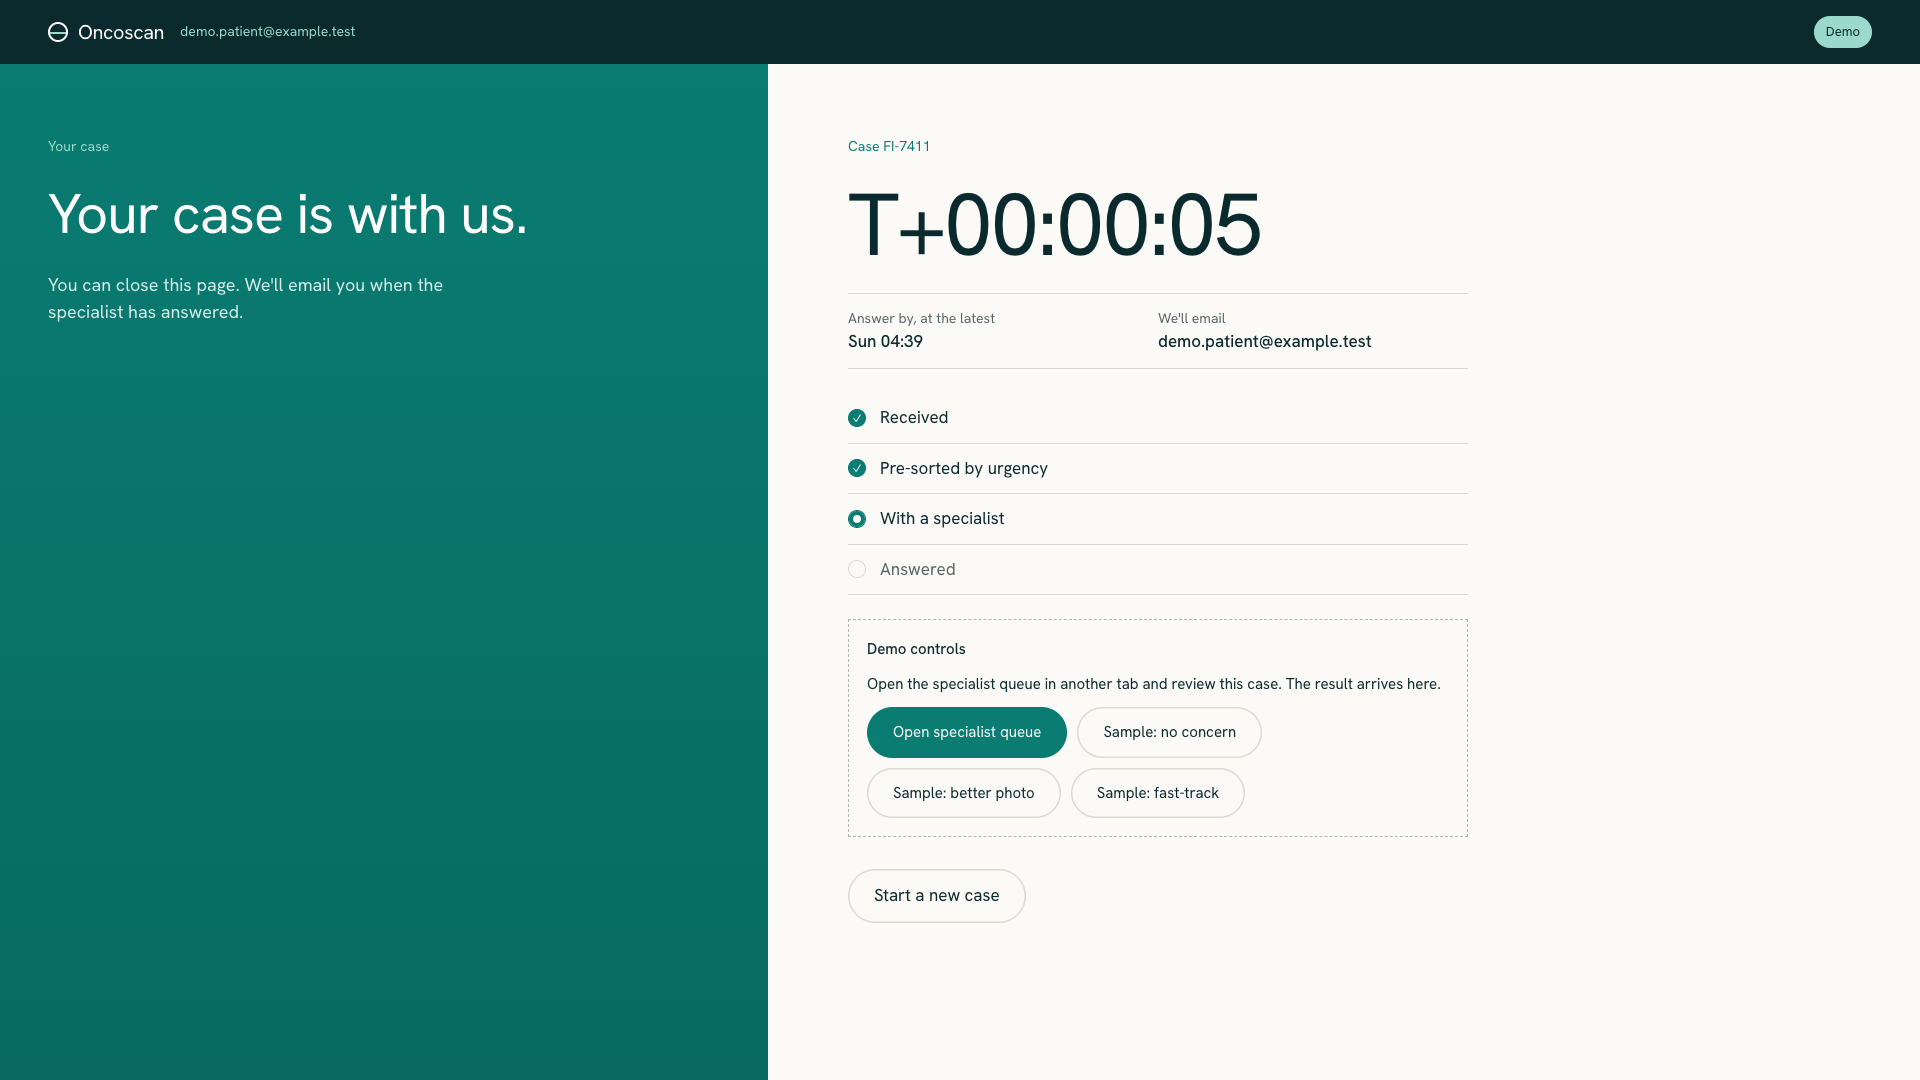 Oncoscan demo.patient@example.test
Demo
Your case
Your case is with us.
You can close this page. We'll email you when the
specialist has answered.
Case FI-7411
T+00:00:05
Answer by, at the latest
Sun 04:39
We'll email
demo.patient@example.test
Received
Pre-sorted by urgency
With a specialist
Answered
Demo controls
Open the specialist queue in another tab and review this case. The result arrives here.
Open specialist queue
Sample: no concern
Sample: better photo
Sample: fast-track
Start a new case